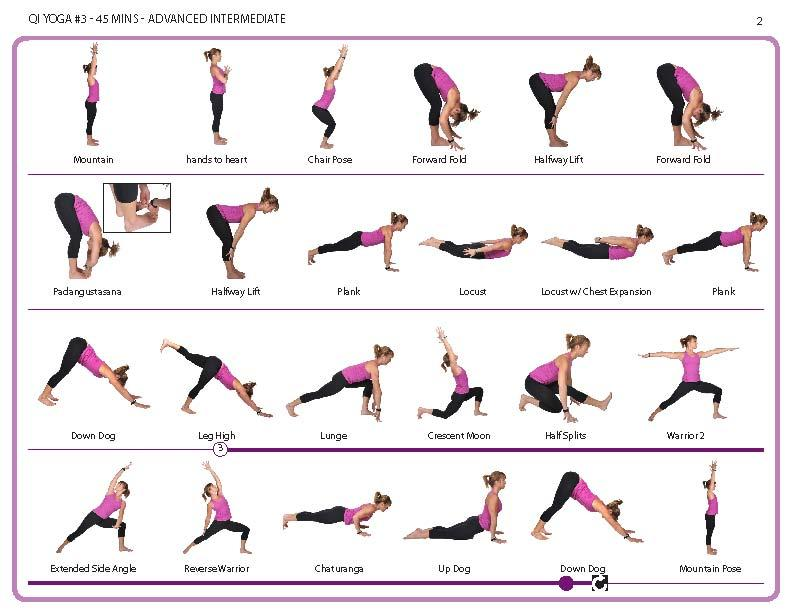 QI YOGA #3 - 45 MINS - ADVANCED INTERMEDIATE 2
Mountain hands to heart Chair Pose Forward Fold Halfway Lift Forward Fold
Padangustasana Halfway Lift Plank Locust Locust w/ Chest Expansion Plank
Down Dog Leg High Lunge Crescent Moon Half Splits Warrior 2
3
Extended Side Angle Reverse Warrior Chaturanga Up Dog Down Dog Mountain Pose